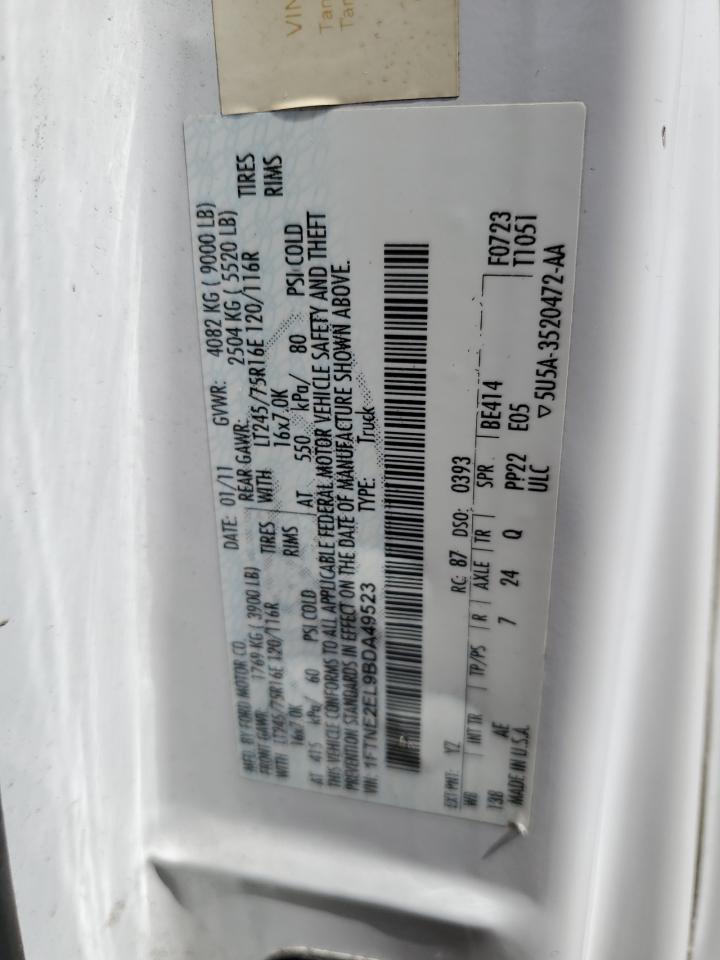 VIN
Tan
Tan
MFD. BY FORD MOTOR CO. DATE: 01/11 GVWR: 4082 KG ( 9000 LB)
FRONT GAWR: 1769 KG ( 3900 LB) REAR GAWR: 2504 KG ( 5520 LB)
WITH LT245/75R16E 120/116R TIRES WITH LT245/75R16E 120/116R TIRES
16x7.0K RIMS 16x7.0K RIMS
AT 415 kPa/ 60 PSI COLD AT 550 kPa/ 80 PSI COLD
THIS VEHICLE CONFORMS TO ALL APPLICABLE FEDERAL MOTOR VEHICLE SAFETY AND THEFT
PREVENTION STANDARDS IN EFFECT ON THE DATE OF MANUFACTURE SHOWN ABOVE.
VIN: 1FTNE2EL9BDA49523 TYPE: Truck
EXT PNT: YZ RC: 87 DSO: 0393
WB INT TR TP/PS R AXLE TR SPR BE414 F0723
138 AE 7 24 Q PP22 E05 T1051
MADE IN U.S.A. ULC ▽5U5A-3520472-AA